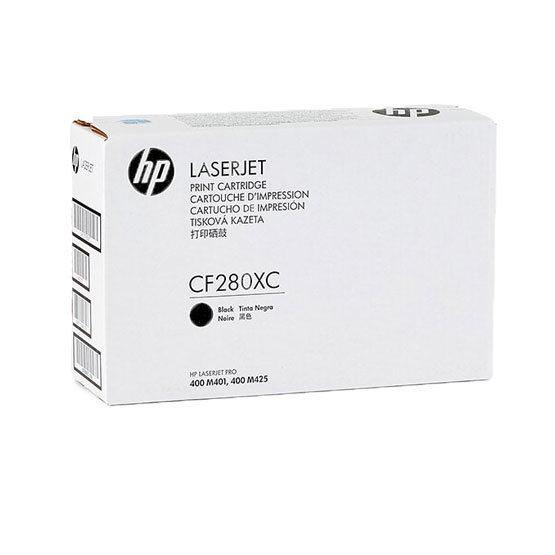 hp
hp
LASERJET
PRINT CARTRIDGE
CARTOUCHE D'IMPRESSION
CARTUCHO DE IMPRESIÓN
TISKOVÁ KAZETA
打印硒鼓
CF280XC
Black Tinta Negra
Noire 黑色
HP LASERJET PRO
400 M401, 400 M425